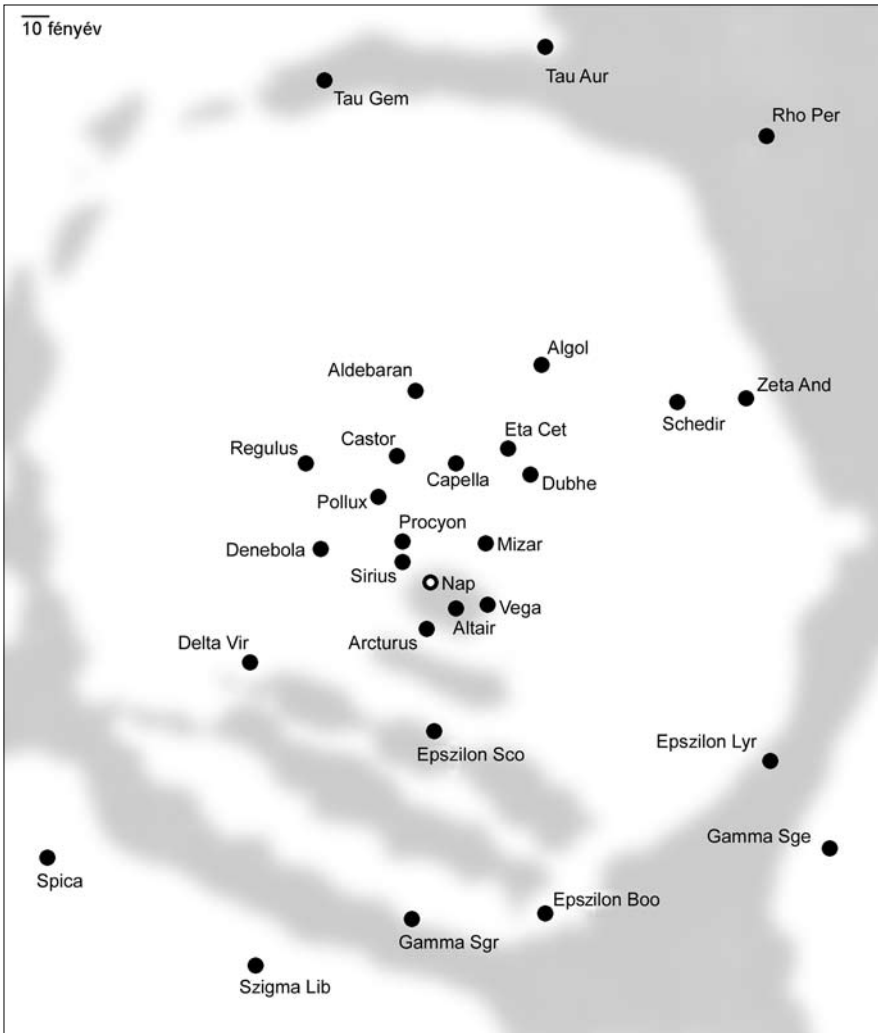 10 fényév
Tau Aur
Tau Gem
Rho Per
Algol
Aldebaran
Zeta And
Schedir
Eta Cet
Castor
Regulus
Capella
Dubhe
Pollux
Procyon
Mizar
Denebola
Sirius
Nap
Vega
Altair
Arcturus
Delta Vir
Epszilon Sco
Epszilon Lyr
Gamma Sge
Spica
Epszilon Boo
Gamma Sgr
Szigma Lib